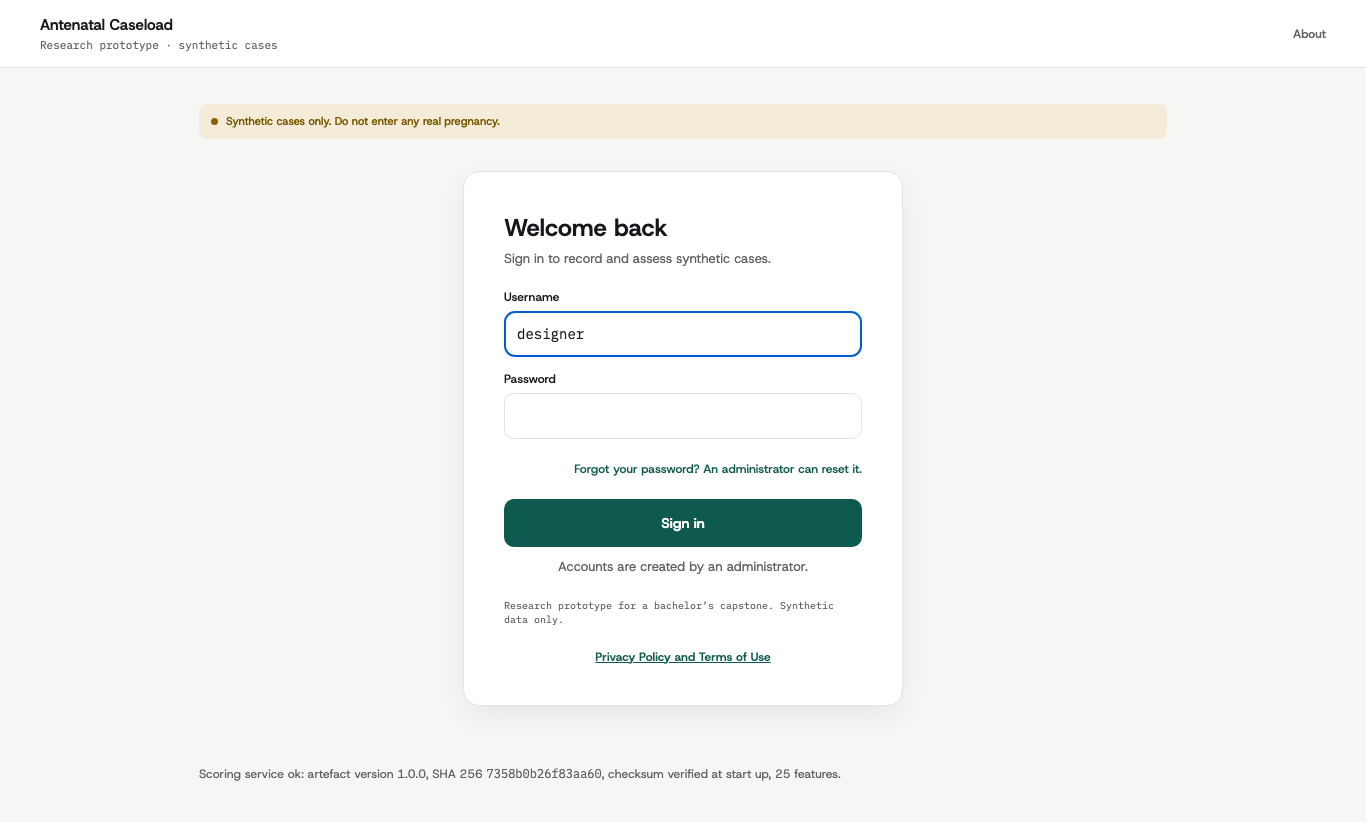 Antenatal Caseload
Research prototype · synthetic cases
About
Synthetic cases only. Do not enter any real pregnancy.
Welcome back
Sign in to record and assess synthetic cases.
Username
designer
Password
Forgot your password? An administrator can reset it.
Sign in
Accounts are created by an administrator.
Research prototype for a bachelor’s capstone. Synthetic
data only.
Privacy Policy and Terms of Use
Scoring service ok: artefact version 1.0.0, SHA 256 7358b0b26f83aa60, checksum verified at start up, 25 features.